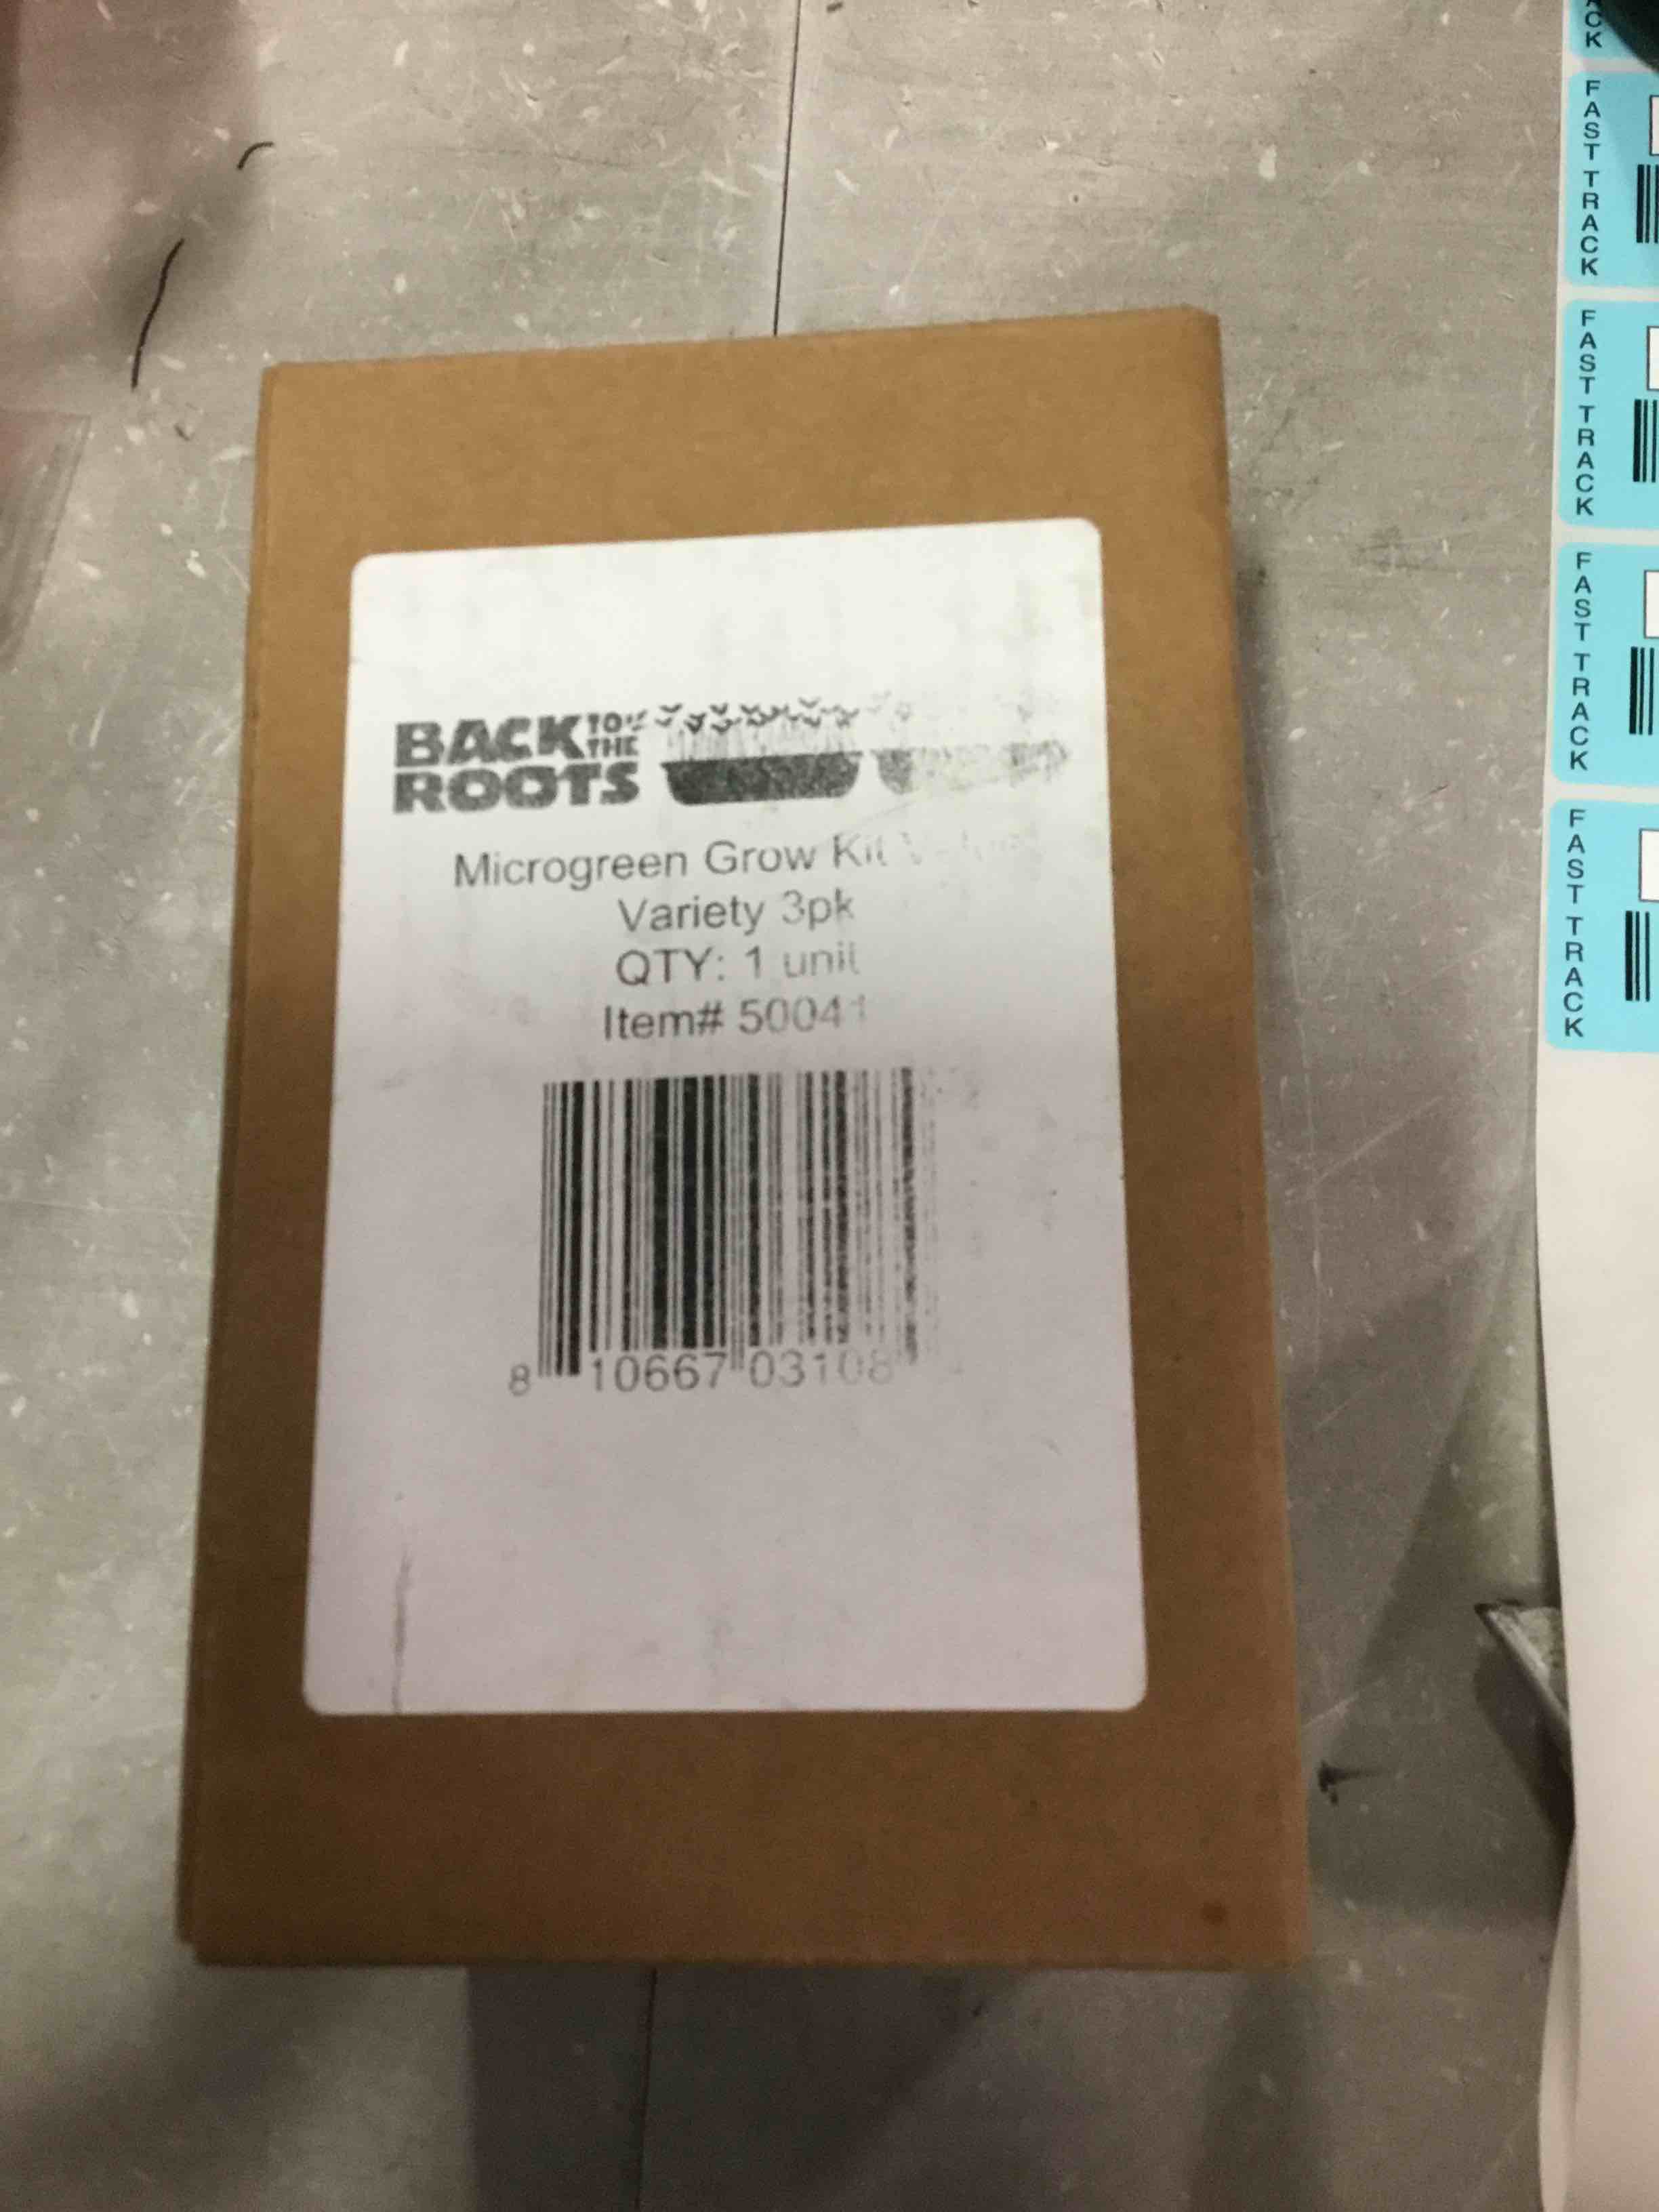 BACK TO THE
ROOTS
Microgreen Grow Kit
Variety 3pk
QTY: 1 unit
Item# 50041
8 10667 03108
ACK
FAST TRACK
FAST TRACK
FAST TRACK
FAST TRACK